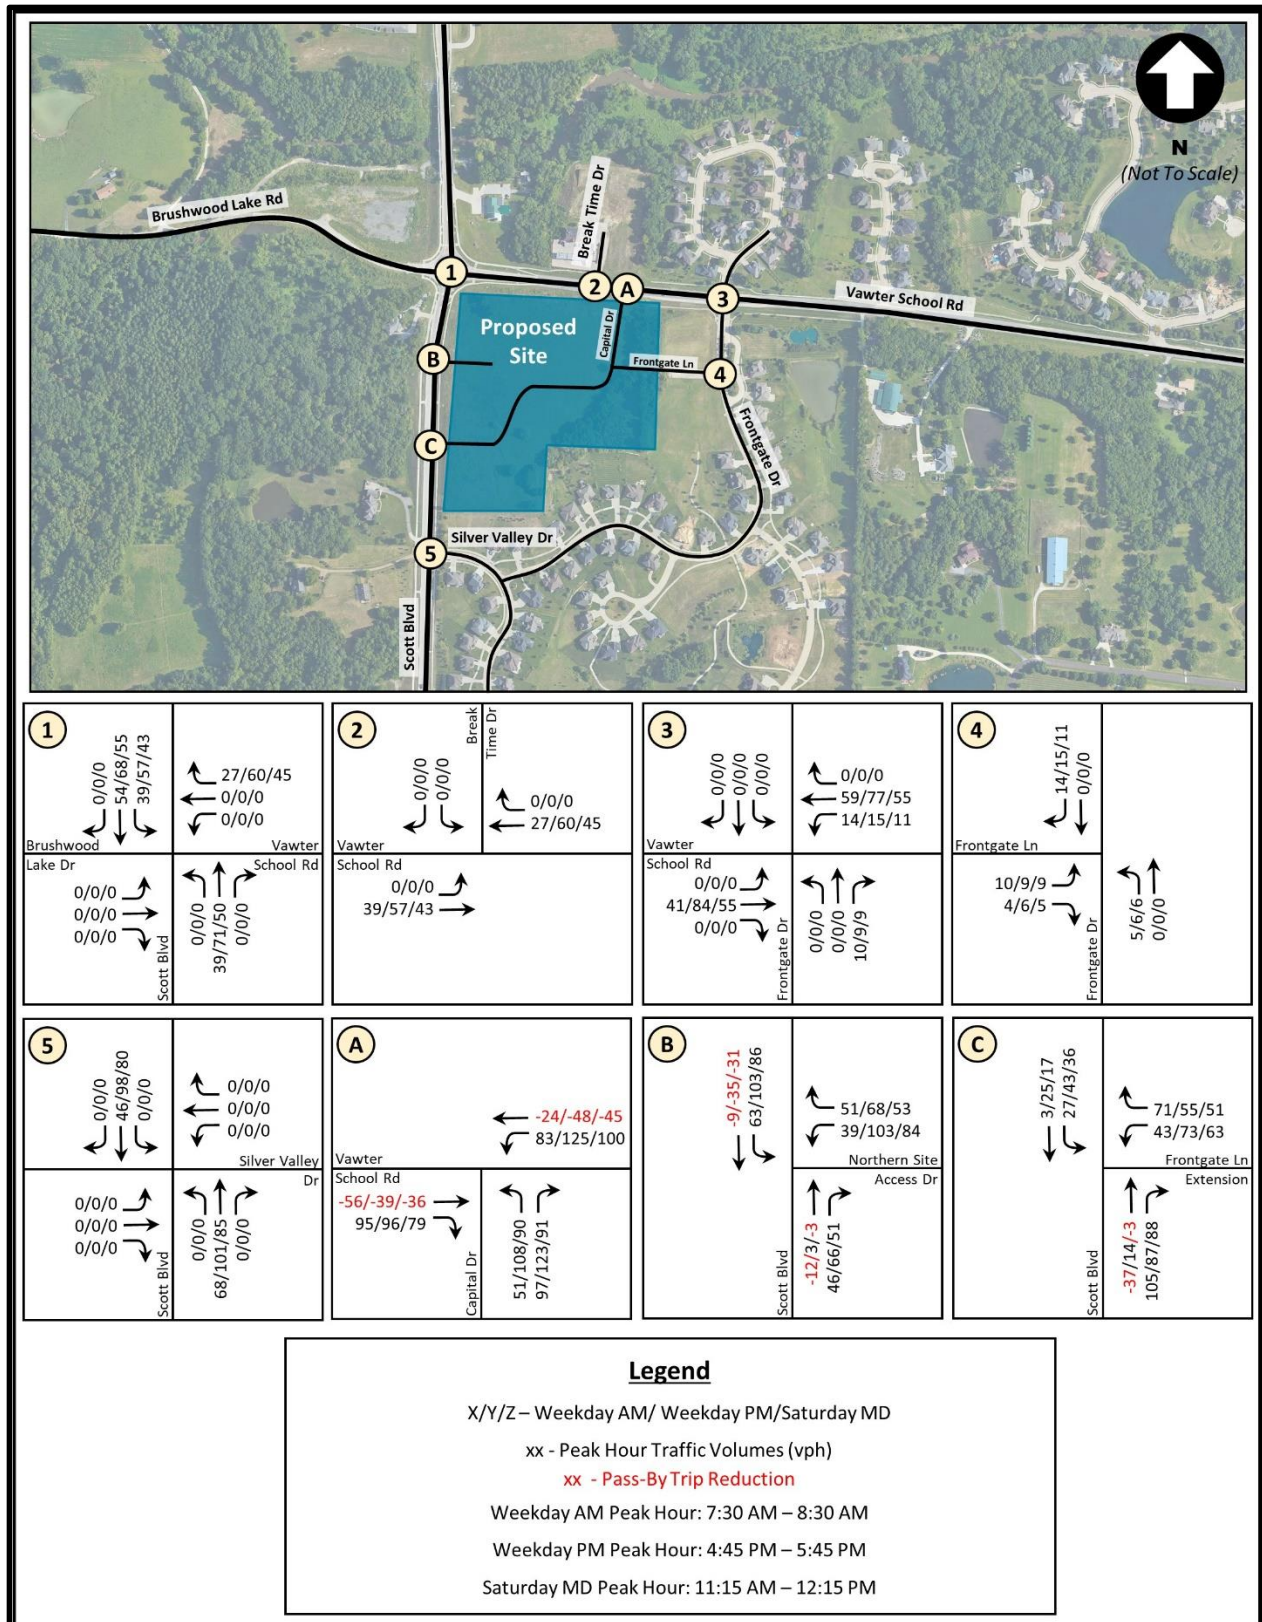 N
(Not To Scale)
Brushwood Lake Rd
Break Time Dr
1
2
A
3
Vawter School Rd
Proposed
Site
Capital Dr
B
Frontgate Ln
4
C
Frontgate Dr
Silver Valley Dr
5
Scott Blvd
1
0/0/0
54/68/55
39/57/43
27/60/45
0/0/0
0/0/0
Brushwood
Lake Dr
Vawter
School Rd
0/0/0
0/0/0
0/0/0
Scott Blvd
0/0/0
39/71/50
0/0/0
2
Break
Time Dr
0/0/0
0/0/0
0/0/0
27/60/45
Vawter
School Rd
0/0/0
39/57/43
3
0/0/0
0/0/0
0/0/0
0/0/0
59/77/55
14/15/11
Vawter
School Rd
0/0/0
41/84/55
0/0/0
Frontgate Dr
0/0/0
0/0/0
10/9/9
4
14/15/11
0/0/0
Frontgate Ln
10/9/9
4/6/5
Frontgate Dr
5/6/6
0/0/0
5
0/0/0
46/98/80
0/0/0
0/0/0
0/0/0
0/0/0
Silver Valley
Dr
0/0/0
0/0/0
0/0/0
Scott Blvd
0/0/0
68/101/85
0/0/0
A
-24/-48/-45
83/125/100
Vawter
School Rd
-56/-39/-36
95/96/79
Capital Dr
51/108/90
97/123/91
B
-9/-35/-31
63/103/86
51/68/53
39/103/84
Northern Site
Access Dr
Scott Blvd
-12/3/-3
46/66/51
C
3/25/17
27/43/36
71/55/51
43/73/63
Frontgate Ln
Extension
Scott Blvd
-37/14/-3
105/87/88
Legend
X/Y/Z – Weekday AM/ Weekday PM/Saturday MD
xx - Peak Hour Traffic Volumes (vph)
xx - Pass-By Trip Reduction
Weekday AM Peak Hour: 7:30 AM – 8:30 AM
Weekday PM Peak Hour: 4:45 PM – 5:45 PM
Saturday MD Peak Hour: 11:15 AM – 12:15 PM